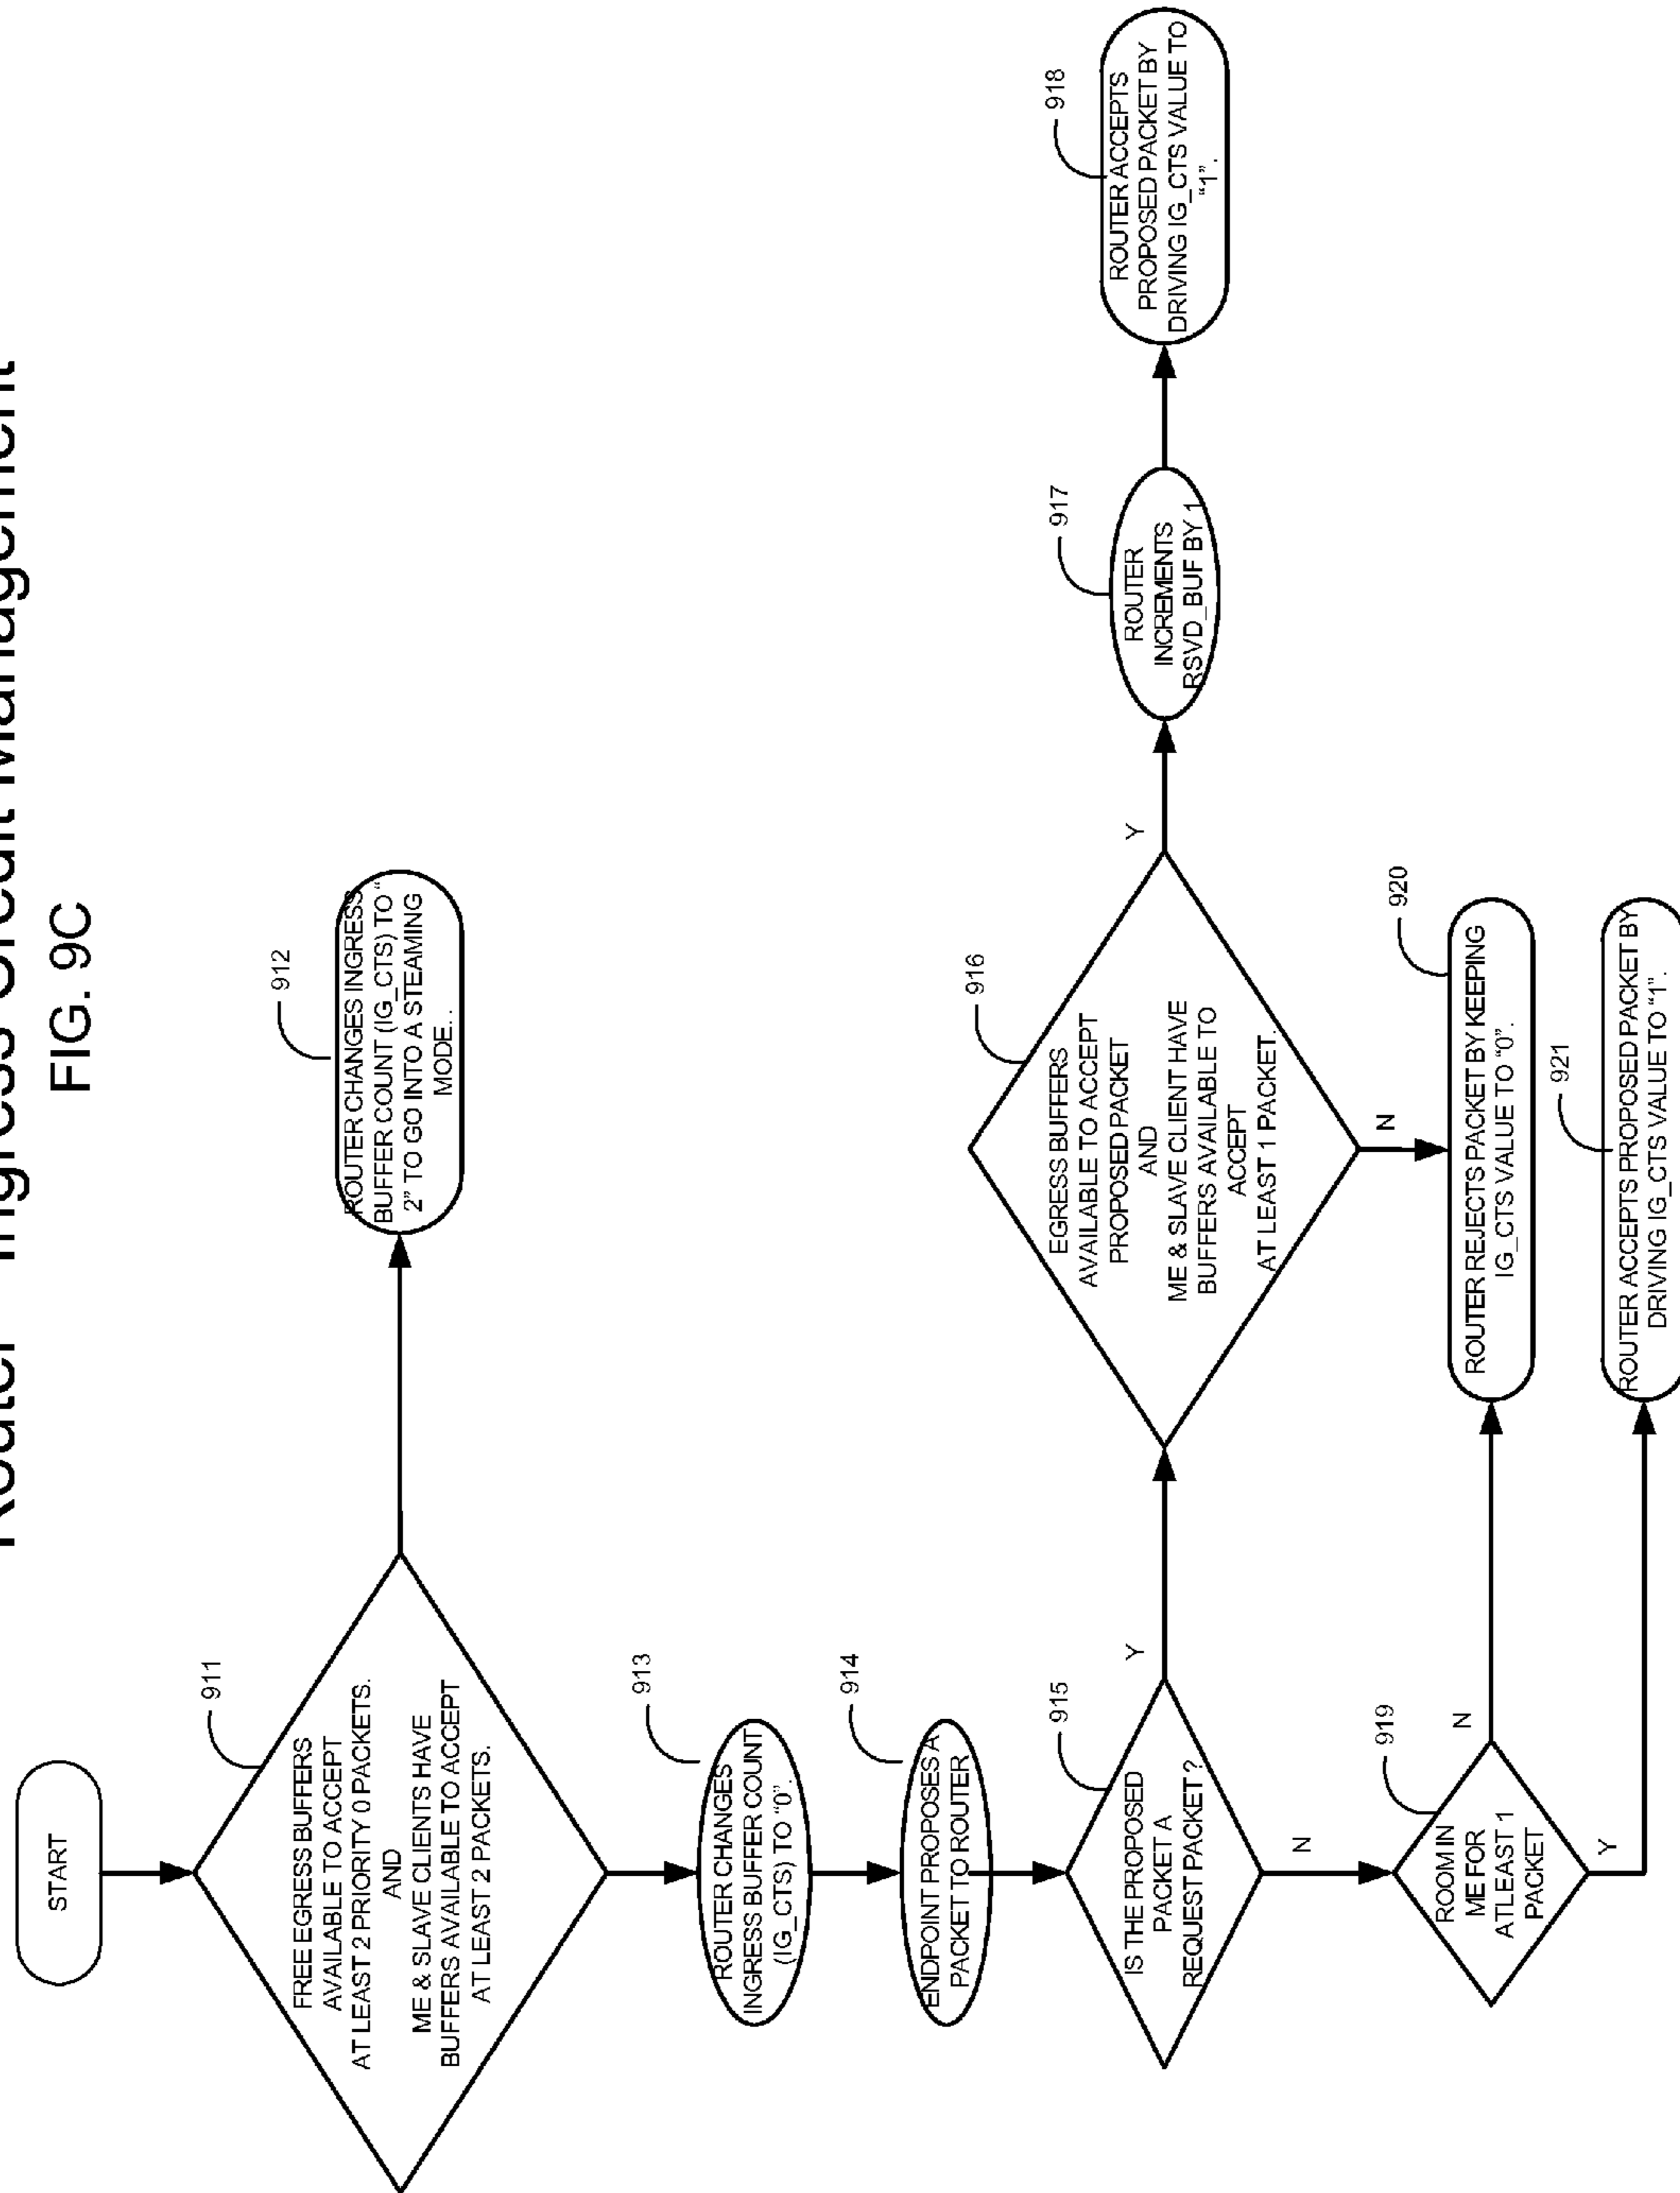 Router – Ingress Credit Management
FIG. 9C
START
911
FREE EGRESS BUFFERS
AVAILABLE TO ACCEPT
AT LEAST 2 PRIORITY 0 PACKETS.
AND
ME & SLAVE CLIENTS HAVE
BUFFERS AVAILABLE TO ACCEPT
AT LEAST 2 PACKETS.
912
ROUTER CHANGES INGRESS
BUFFER COUNT (IG_CTS) TO “
2” TO GO INTO A STEAMING
MODE..
913
ROUTER CHANGES
INGRESS BUFFER COUNT
(IG_CTS) TO “0”.
914
ENDPOINT PROPOSES A
PACKET TO ROUTER
915
IS THE PROPOSED
PACKET A
REQUEST PACKET ?
Y
N
916
EGRESS BUFFERS
AVAILABLE TO ACCEPT
PROPOSED PACKET
AND
ME & SLAVE CLIENT HAVE
BUFFERS AVAILABLE TO
ACCEPT
AT LEAST 1 PACKET.
Y
N
917
ROUTER
INCREMENTS
RSVD_BUF BY 1
918
ROUTER ACCEPTS
PROPOSED PACKET BY
DRIVING IG_CTS VALUE TO
“1”.
919
ROOM IN
ME FOR
ATLEAST 1
PACKET
N
Y
920
ROUTER REJECTS PACKET BY KEEPING
IG_CTS VALUE TO “0”.
921
ROUTER ACCEPTS PROPOSED PACKET BY
DRIVING IG_CTS VALUE TO “1”.